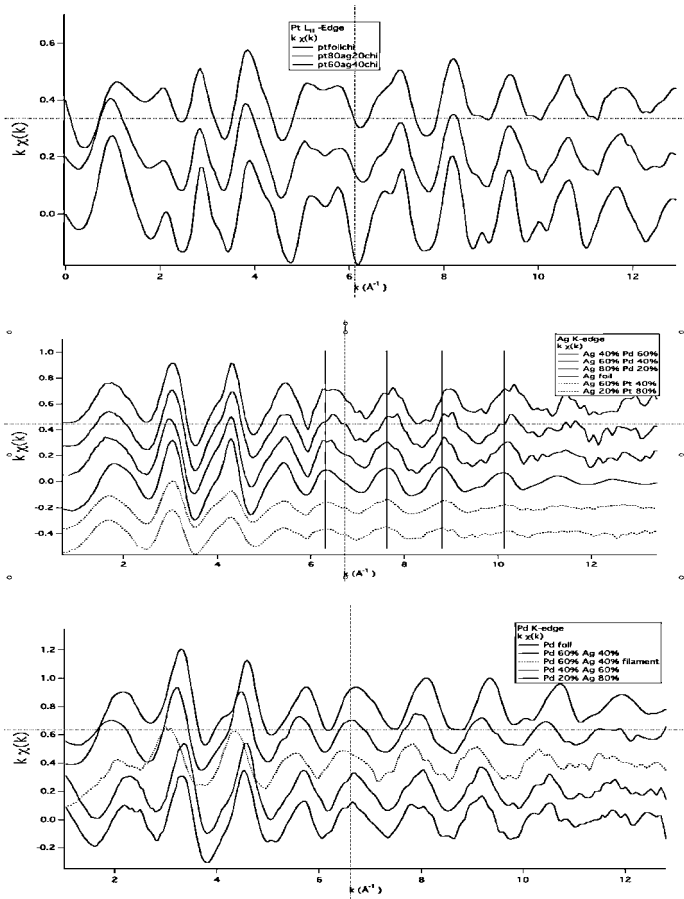 Pt L_III -Edge
k χ(k)
ptfoilchi
pt80ag20chi
pt60ag40chi
0.6
0.4
0.2
0.0
k χ(k)
0 2 4 6 8 10 12
k (Å⁻¹)
Ag K-edge
k χ(k)
Ag 40% Pd 60%
Ag 60% Pd 40%
Ag 80% Pd 20%
Ag foil
Ag 60% Pt 40%
Ag 20% Pt 80%
1.0
0.8
0.6
0.4
0.2
0.0
-0.2
-0.4
k χ(k)
2 4 6 8 10 12
k (Å⁻¹)
Pd K-edge
k χ(k)
Pd foil
Pd 60% Ag 40%
Pd 60% Ag 40% filament
Pd 40% Ag 60%
Pd 20% Ag 80%
1.2
1.0
0.8
0.6
0.4
0.2
0.0
-0.2
k χ(k)
2 4 6 8 10 12
k (Å⁻¹)